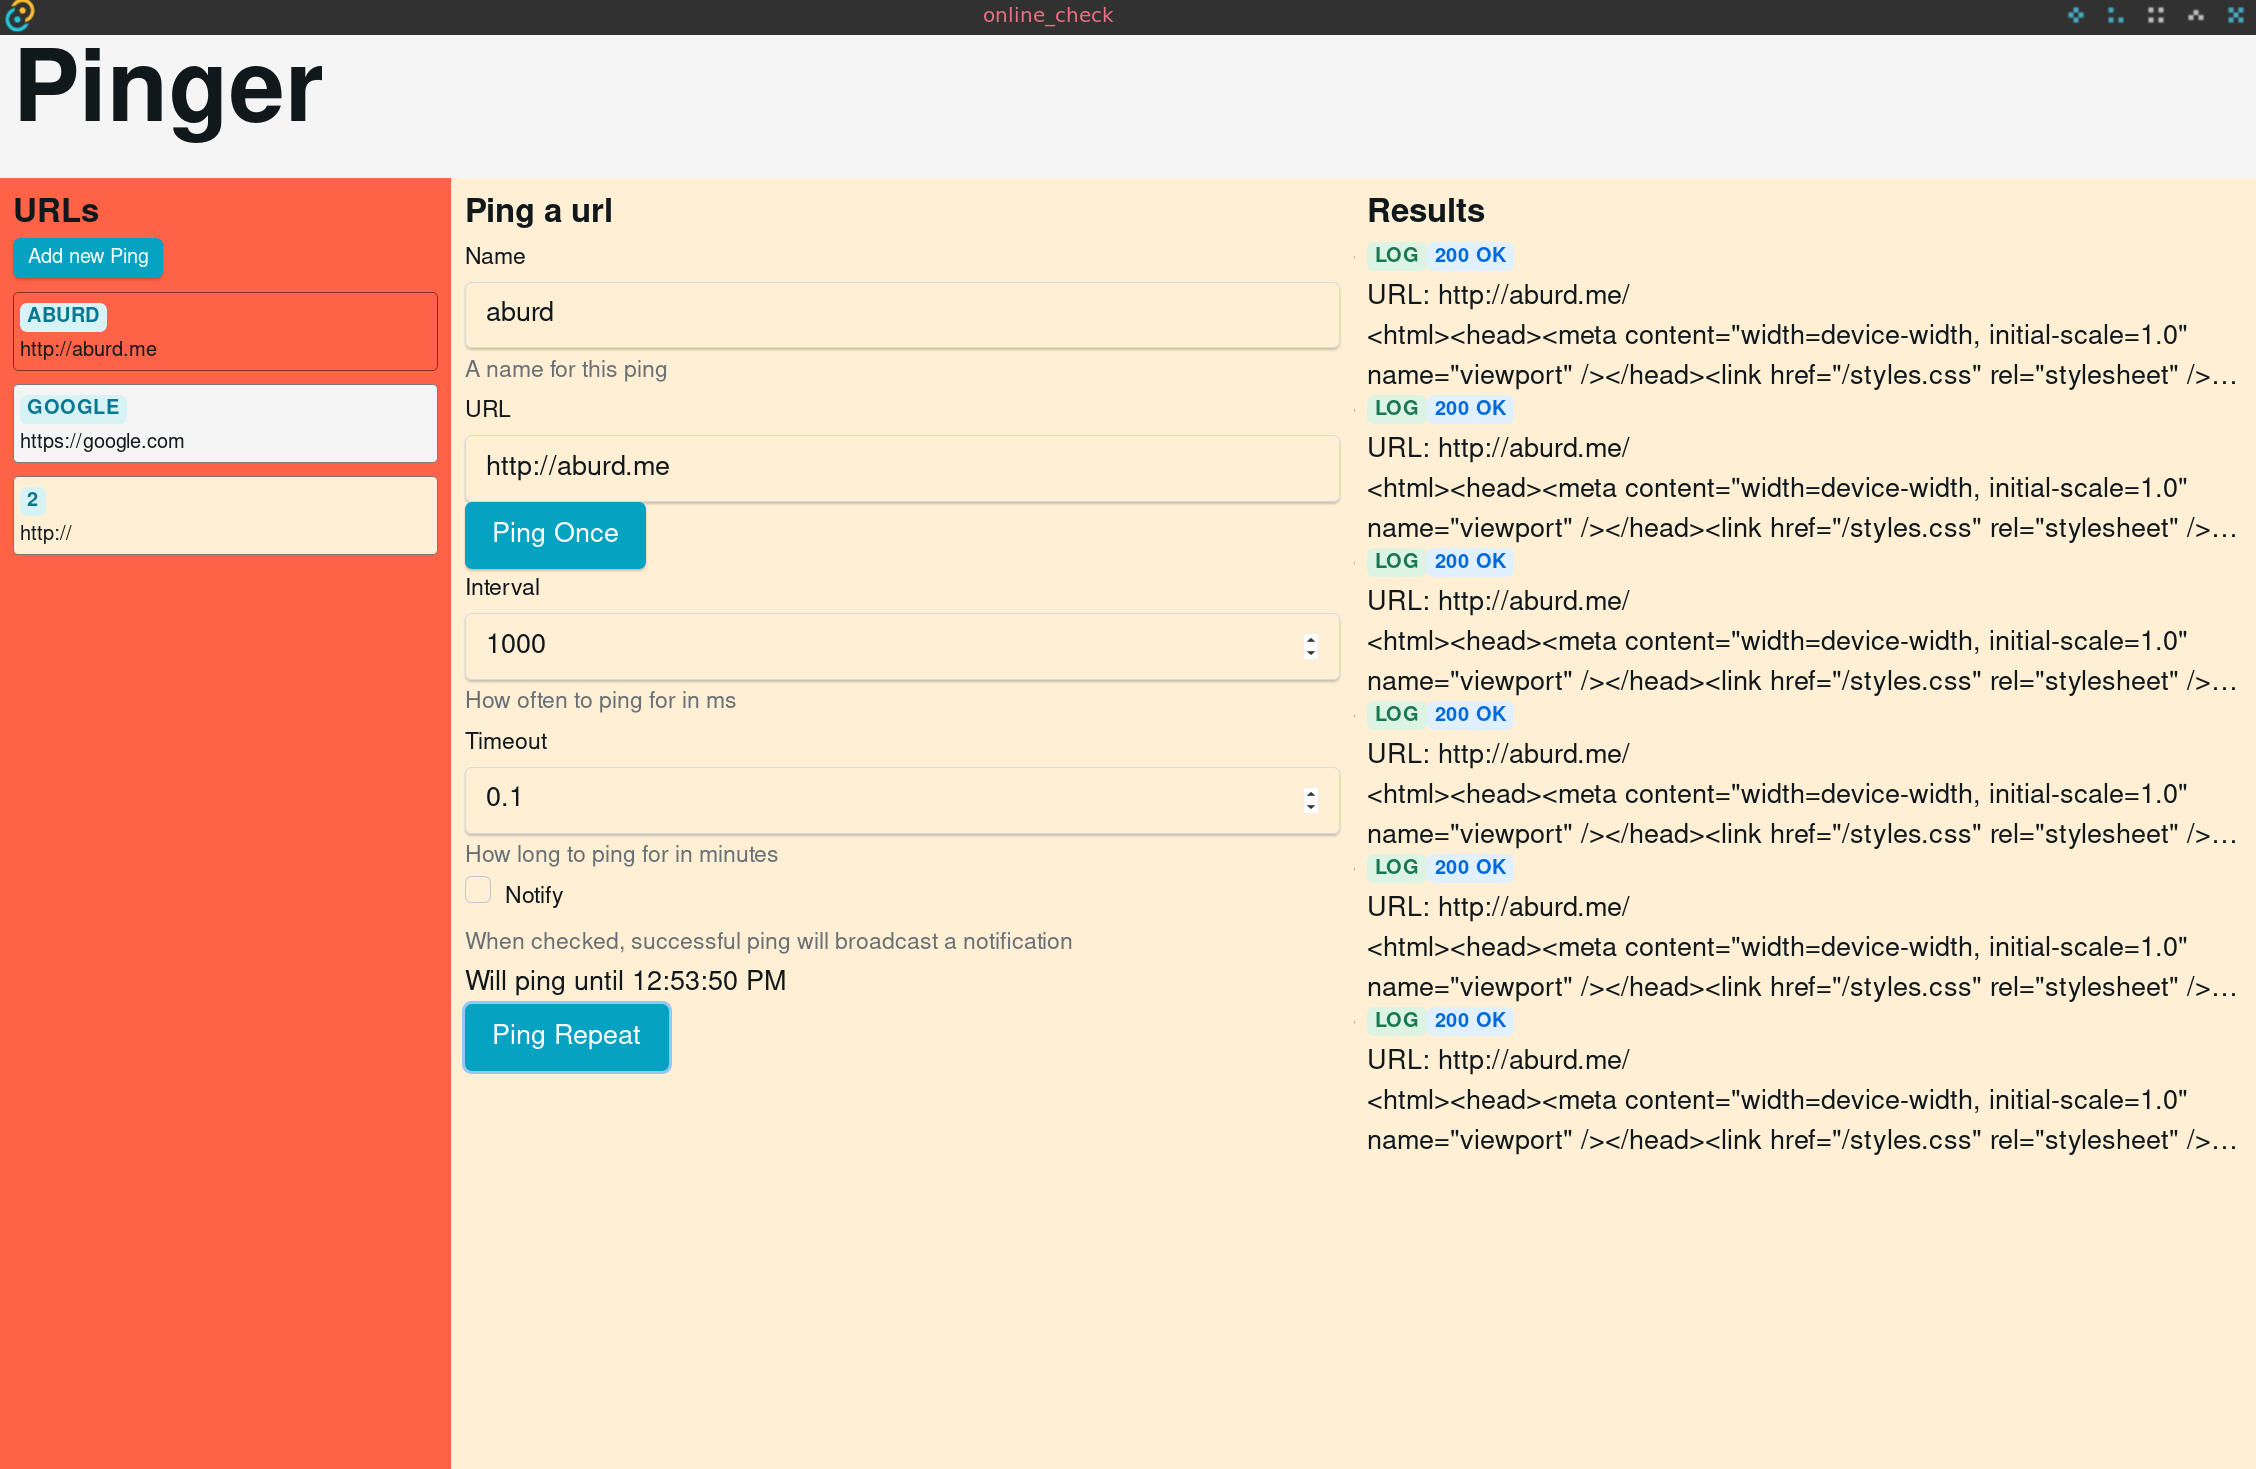 online_check
Pinger
URLs
Add new Ping
ABURD
http://aburd.me
GOOGLE
https://google.com
2
http://
Ping a url
Name
aburd
A name for this ping
URL
http://aburd.me
Ping Once
Interval
1000
How often to ping for in ms
Timeout
0.1
How long to ping for in minutes
Notify
When checked, successful ping will broadcast a notification
Will ping until 12:53:50 PM
Ping Repeat
Results
LOG 200 OK
URL: http://aburd.me/
<html><head><meta content="width=device-width, initial-scale=1.0"
name="viewport" /></head><link href="/styles.css" rel="stylesheet" />…
LOG 200 OK
URL: http://aburd.me/
<html><head><meta content="width=device-width, initial-scale=1.0"
name="viewport" /></head><link href="/styles.css" rel="stylesheet" />…
LOG 200 OK
URL: http://aburd.me/
<html><head><meta content="width=device-width, initial-scale=1.0"
name="viewport" /></head><link href="/styles.css" rel="stylesheet" />…
LOG 200 OK
URL: http://aburd.me/
<html><head><meta content="width=device-width, initial-scale=1.0"
name="viewport" /></head><link href="/styles.css" rel="stylesheet" />…
LOG 200 OK
URL: http://aburd.me/
<html><head><meta content="width=device-width, initial-scale=1.0"
name="viewport" /></head><link href="/styles.css" rel="stylesheet" />…
LOG 200 OK
URL: http://aburd.me/
<html><head><meta content="width=device-width, initial-scale=1.0"
name="viewport" /></head><link href="/styles.css" rel="stylesheet" />…